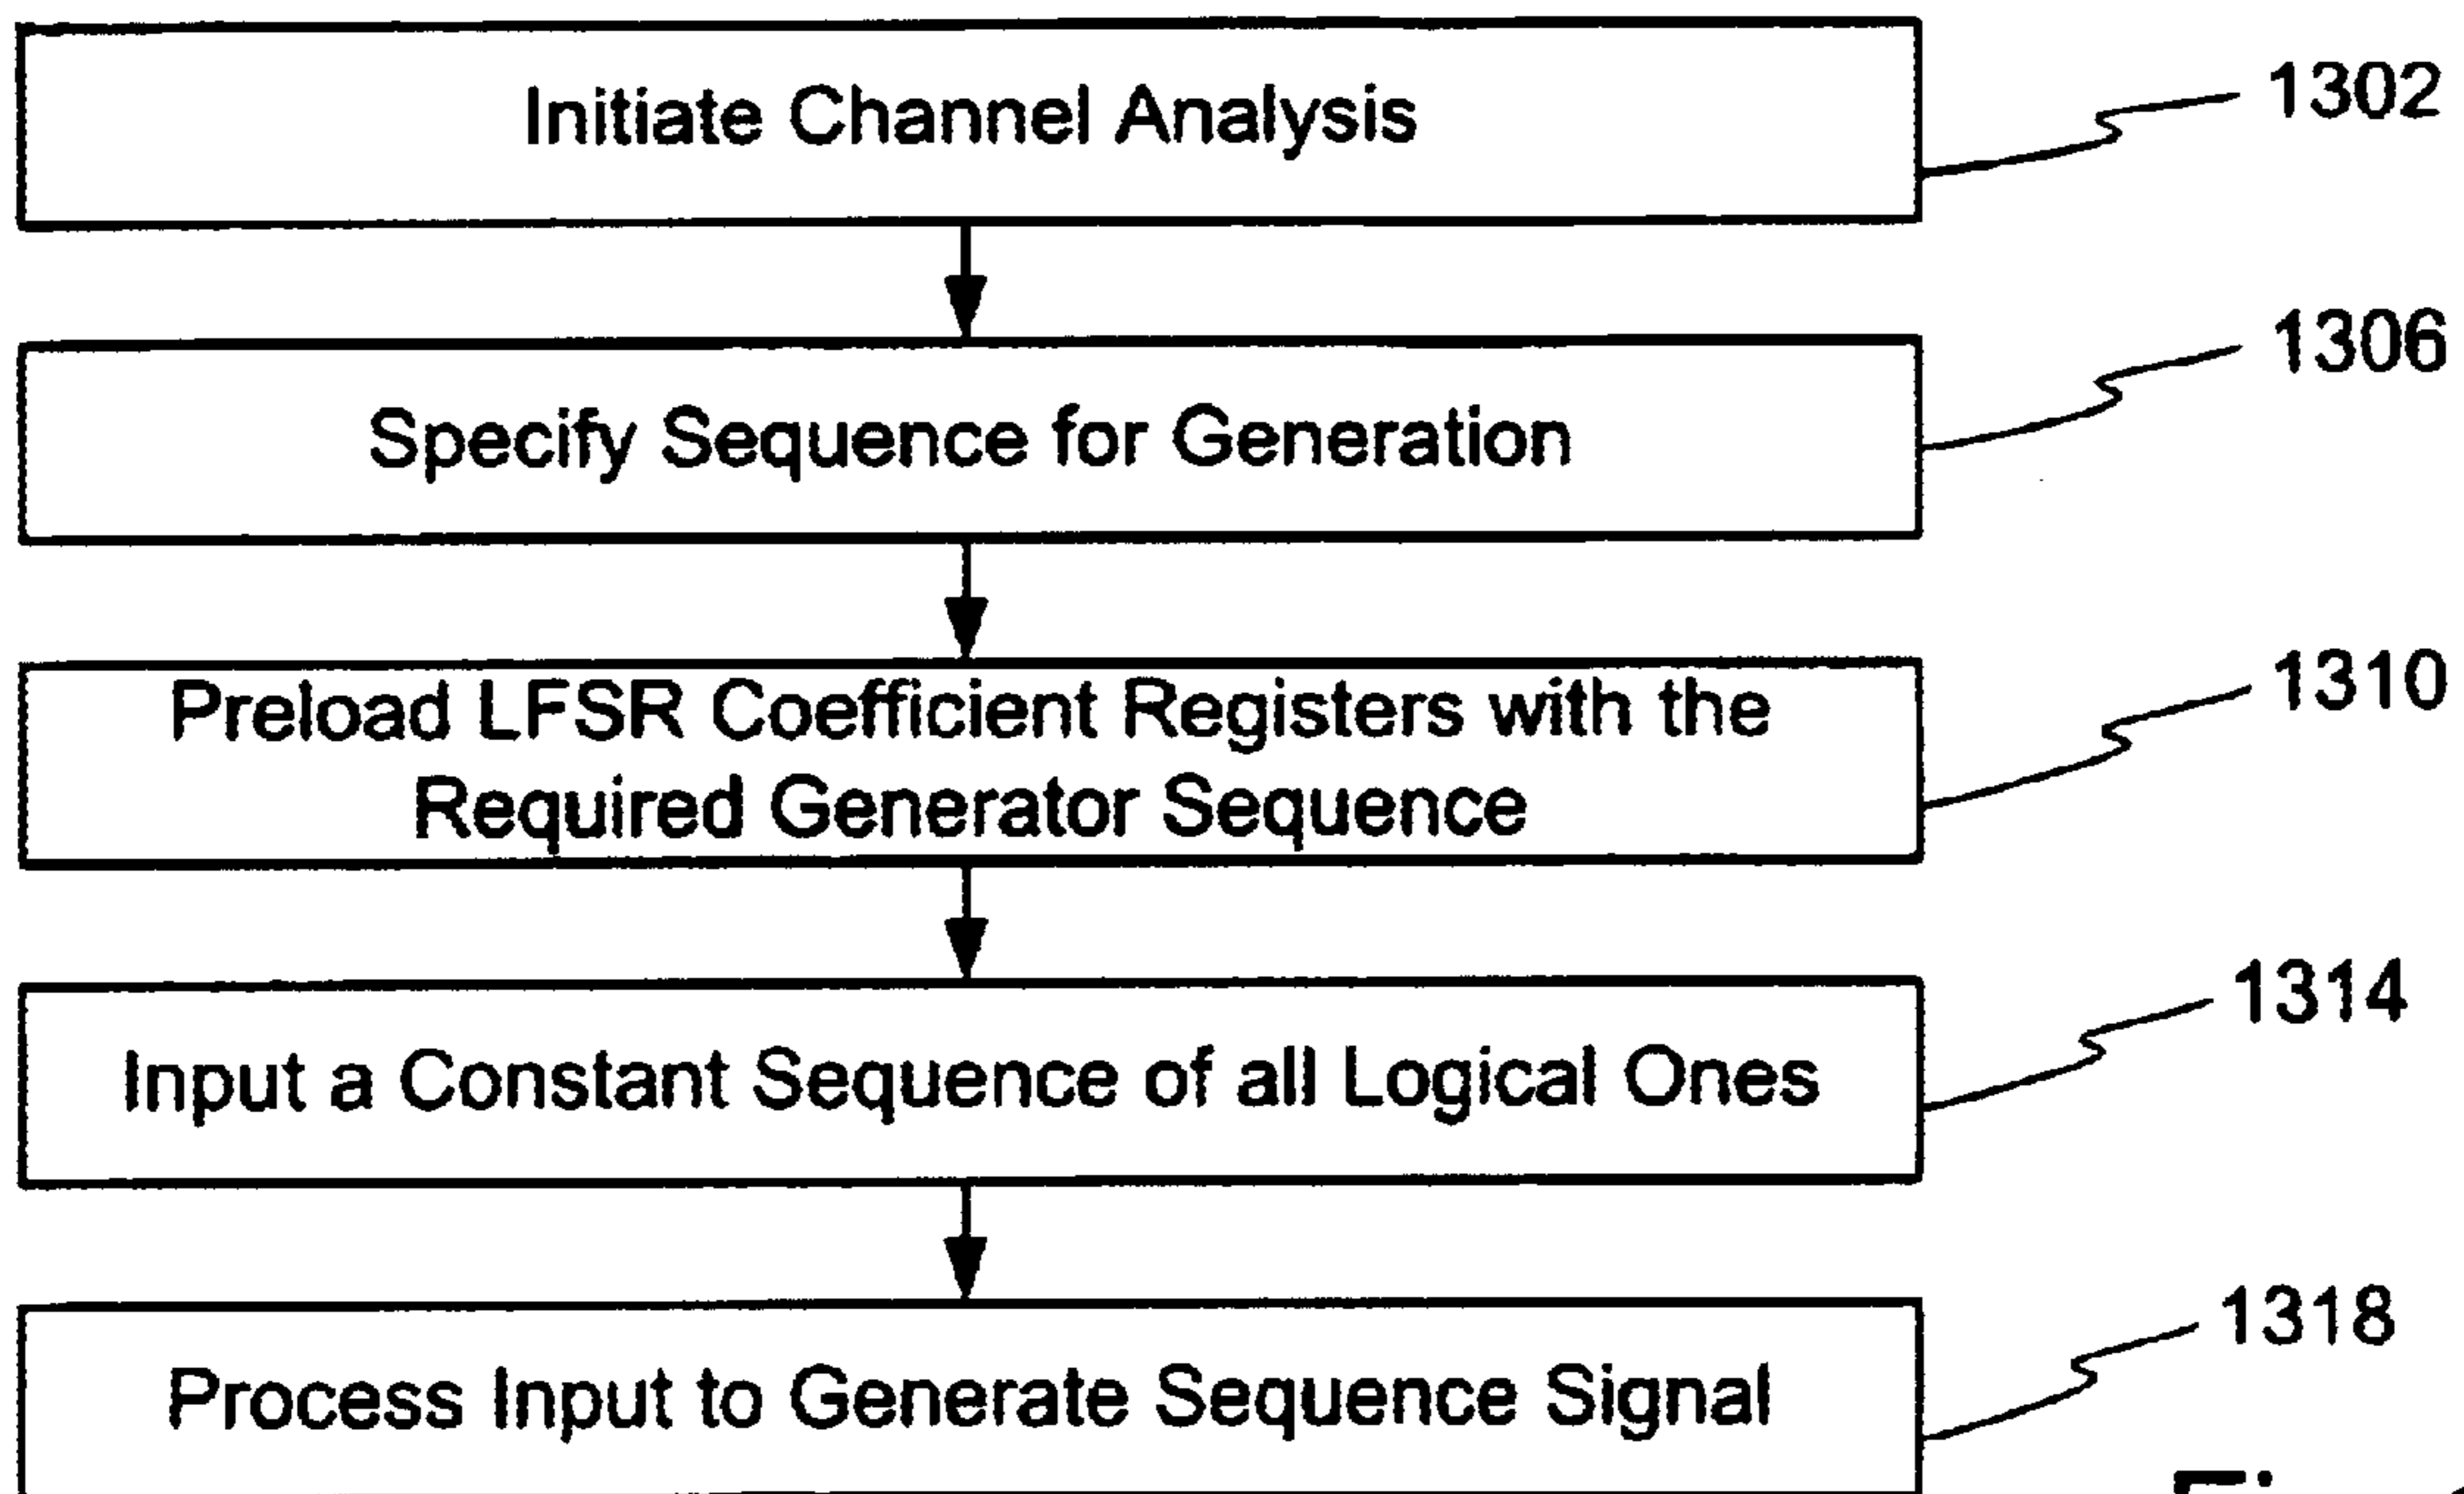 Initiate Channel Analysis
1302
Specify Sequence for Generation
1306
Preload LFSR Coefficient Registers with the
Required Generator Sequence
1310
Input a Constant Sequence of all Logical Ones
1314
Process Input to Generate Sequence Signal
1318